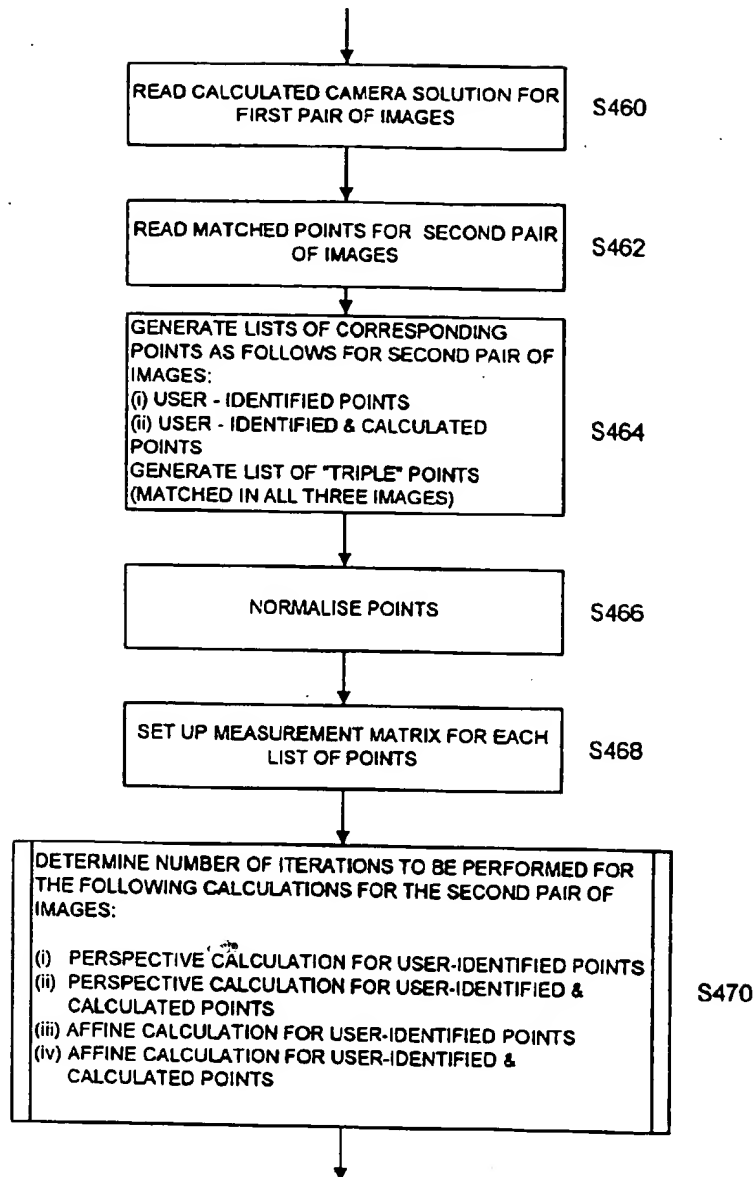 READ CALCULATED CAMERA SOLUTION FOR
FIRST PAIR OF IMAGES
S460
READ MATCHED POINTS FOR SECOND PAIR
OF IMAGES
S462
GENERATE LISTS OF CORRESPONDING
POINTS AS FOLLOWS FOR SECOND PAIR OF
IMAGES:
(i) USER - IDENTIFIED POINTS
(ii) USER - IDENTIFIED & CALCULATED
POINTS
GENERATE LIST OF "TRIPLE" POINTS
(MATCHED IN ALL THREE IMAGES)
S464
NORMALISE POINTS
S466
SET UP MEASUREMENT MATRIX FOR EACH
LIST OF POINTS
S468
DETERMINE NUMBER OF ITERATIONS TO BE PERFORMED FOR
THE FOLLOWING CALCULATIONS FOR THE SECOND PAIR OF
IMAGES:
(i) PERSPECTIVE CALCULATION FOR USER-IDENTIFIED POINTS
(ii) PERSPECTIVE CALCULATION FOR USER-IDENTIFIED &
CALCULATED POINTS
(iii) AFFINE CALCULATION FOR USER-IDENTIFIED POINTS
(iv) AFFINE CALCULATION FOR USER-IDENTIFIED &
CALCULATED POINTS
S470